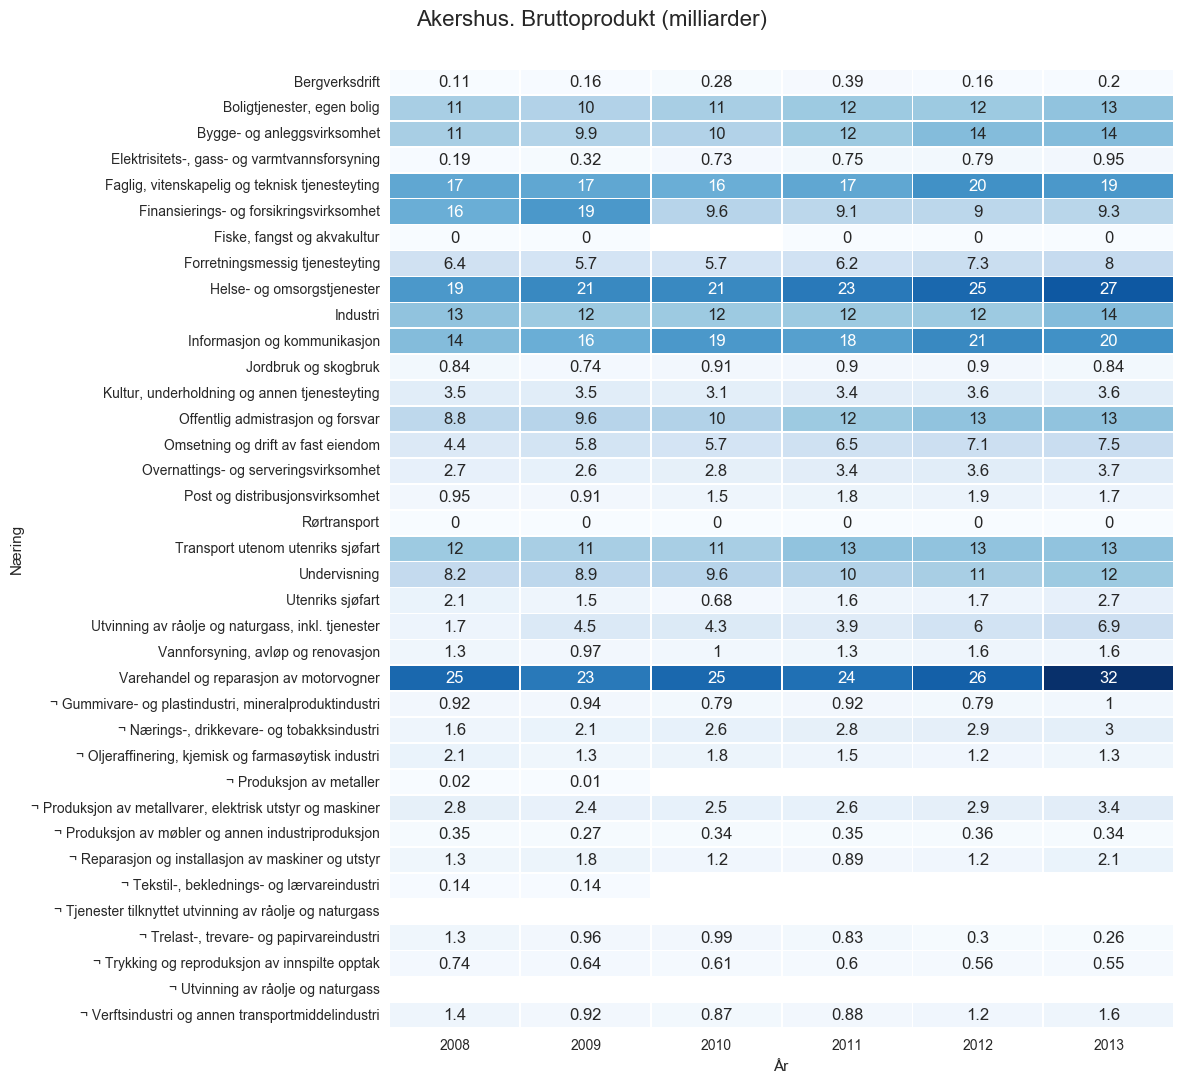 Akershus. Bruttoprodukt (milliarder)
Næring
Bergverksdrift 0.11 0.16 0.28 0.39 0.16 0.2
Boligtjenester, egen bolig 11 10 11 12 12 13
Bygge- og anleggsvirksomhet 11 9.9 10 12 14 14
Elektrisitets-, gass- og varmtvannsforsyning 0.19 0.32 0.73 0.75 0.79 0.95
Faglig, vitenskapelig og teknisk tjenesteyting 17 17 16 17 20 19
Finansierings- og forsikringsvirksomhet 16 19 9.6 9.1 9 9.3
Fiske, fangst og akvakultur 0 0 0 0 0
Forretningsmessig tjenesteyting 6.4 5.7 5.7 6.2 7.3 8
Helse- og omsorgstjenester 19 21 21 23 25 27
Industri 13 12 12 12 12 14
Informasjon og kommunikasjon 14 16 19 18 21 20
Jordbruk og skogbruk 0.84 0.74 0.91 0.9 0.9 0.84
Kultur, underholdning og annen tjenesteyting 3.5 3.5 3.1 3.4 3.6 3.6
Offentlig admistrasjon og forsvar 8.8 9.6 10 12 13 13
Omsetning og drift av fast eiendom 4.4 5.8 5.7 6.5 7.1 7.5
Overnattings- og serveringsvirksomhet 2.7 2.6 2.8 3.4 3.6 3.7
Post og distribusjonsvirksomhet 0.95 0.91 1.5 1.8 1.9 1.7
Rørtransport 0 0 0 0 0 0
Transport utenom utenriks sjøfart 12 11 11 13 13 13
Undervisning 8.2 8.9 9.6 10 11 12
Utenriks sjøfart 2.1 1.5 0.68 1.6 1.7 2.7
Utvinning av råolje og naturgass, inkl. tjenester 1.7 4.5 4.3 3.9 6 6.9
Vannforsyning, avløp og renovasjon 1.3 0.97 1 1.3 1.6 1.6
Varehandel og reparasjon av motorvogner 25 23 25 24 26 32
¬ Gummivare- og plastindustri, mineralproduktindustri 0.92 0.94 0.79 0.92 0.79 1
¬ Nærings-, drikkevare- og tobakksindustri 1.6 2.1 2.6 2.8 2.9 3
¬ Oljeraffinering, kjemisk og farmasøytisk industri 2.1 1.3 1.8 1.5 1.2 1.3
¬ Produksjon av metaller 0.02 0.01
¬ Produksjon av metallvarer, elektrisk utstyr og maskiner 2.8 2.4 2.5 2.6 2.9 3.4
¬ Produksjon av møbler og annen industriproduksjon 0.35 0.27 0.34 0.35 0.36 0.34
¬ Reparasjon og installasjon av maskiner og utstyr 1.3 1.8 1.2 0.89 1.2 2.1
¬ Tekstil-, beklednings- og lærvareindustri 0.14 0.14
¬ Tjenester tilknyttet utvinning av råolje og naturgass
¬ Trelast-, trevare- og papirvareindustri 1.3 0.96 0.99 0.83 0.3 0.26
¬ Trykking og reproduksjon av innspilte opptak 0.74 0.64 0.61 0.6 0.56 0.55
¬ Utvinning av råolje og naturgass
¬ Verftsindustri og annen transportmiddelindustri 1.4 0.92 0.87 0.88 1.2 1.6
2008 2009 2010 2011 2012 2013
År